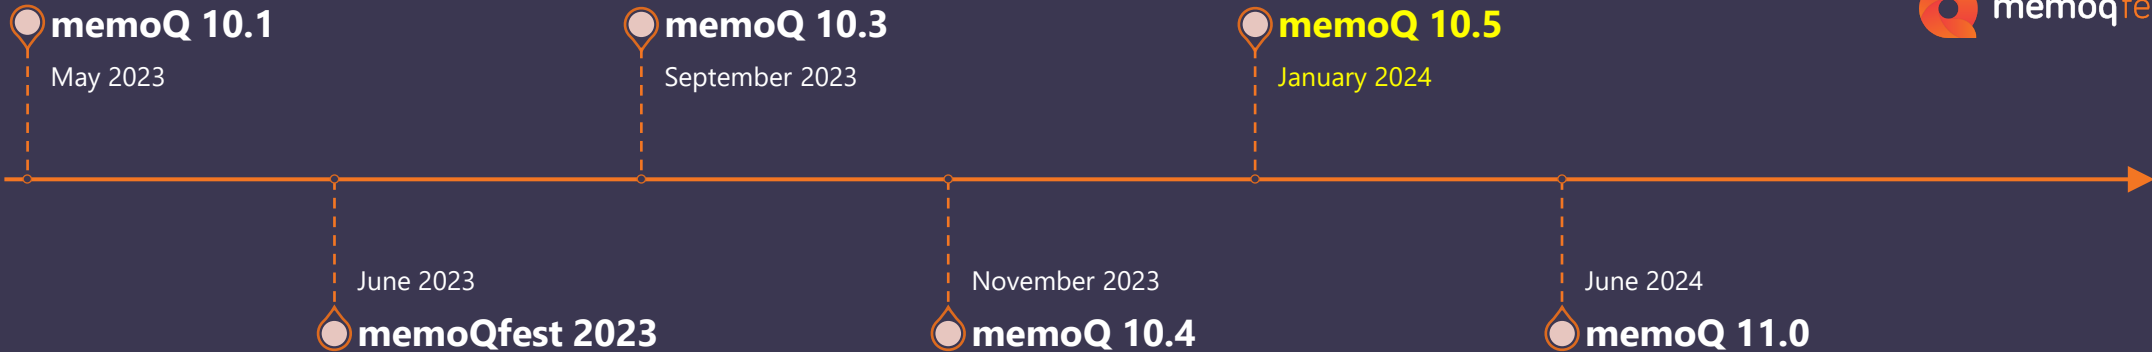 memoQ 10.1
May 2023
memoQ 10.3
September 2023
memoQ 10.5
January 2024
June 2023
memoQfest 2023
November 2023
memoQ 10.4
June 2024
memoQ 11.0